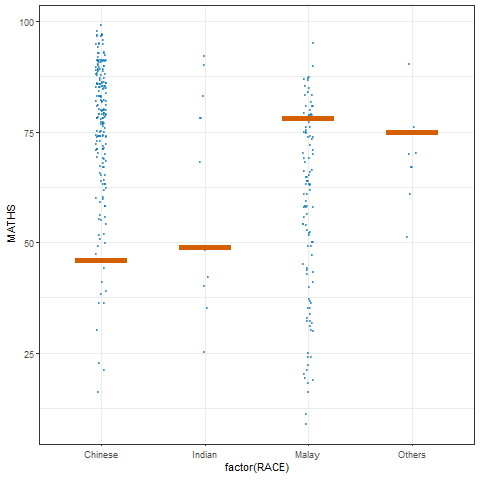 100
75
50
25
MATHS
Chinese
Indian
Malay
Others
factor(RACE)